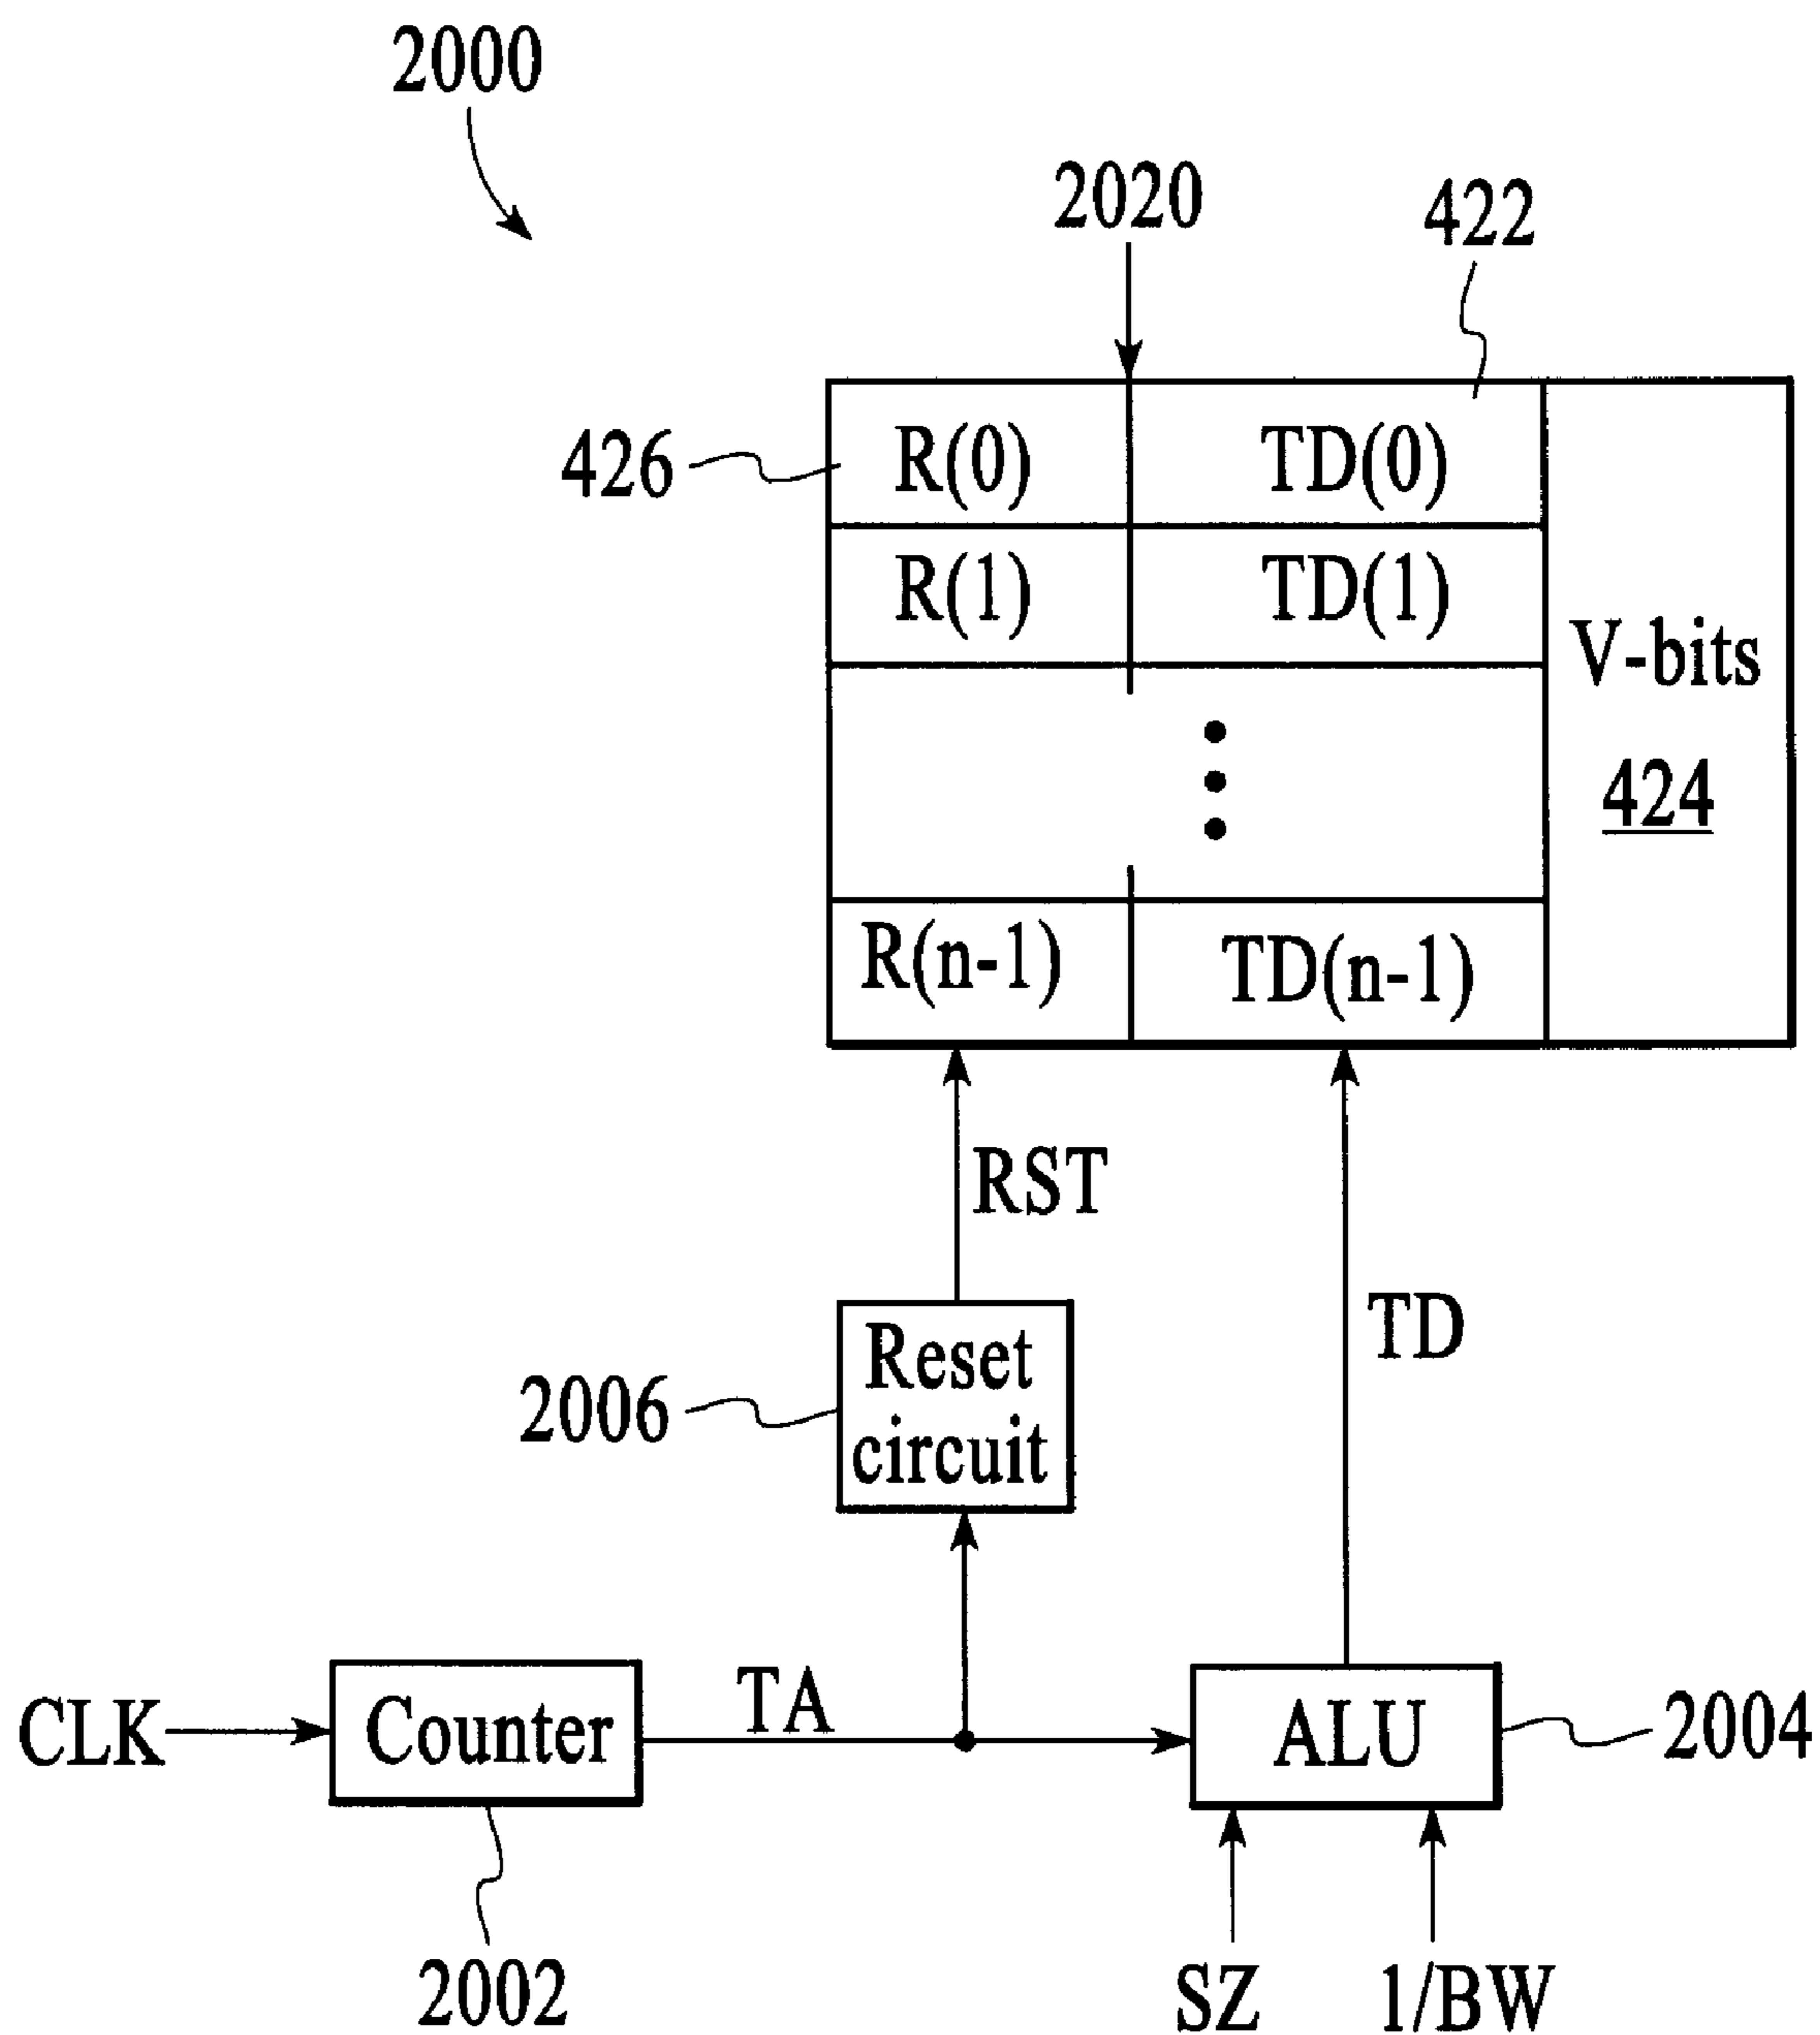 2000
2020
422
426
R(0)
TD(0)
R(1)
TD(1)
V-bits
424
R(n-1)
TD(n-1)
RST
TD
2006
Reset
circuit
CLK
Counter
TA
ALU
2004
2002
SZ
1/BW